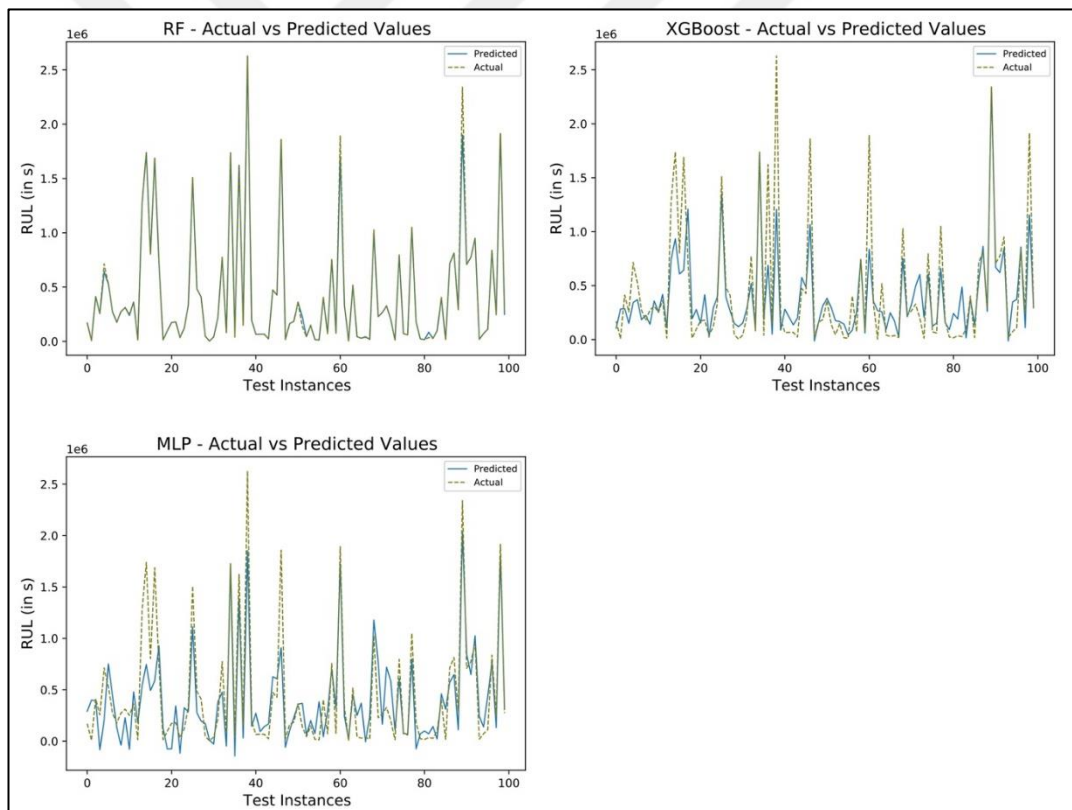 RF - Actual vs Predicted Values
1e6
Predicted
Actual
2.5
2.0
1.5
1.0
0.5
0.0
RUL (in s)
0 20 40 60 80 100
Test Instances
XGBoost - Actual vs Predicted Values
1e6
Predicted
Actual
2.5
2.0
1.5
1.0
0.5
0.0
RUL (in s)
0 20 40 60 80 100
Test Instances
MLP - Actual vs Predicted Values
1e6
Predicted
Actual
2.5
2.0
1.5
1.0
0.5
0.0
RUL (in s)
0 20 40 60 80 100
Test Instances